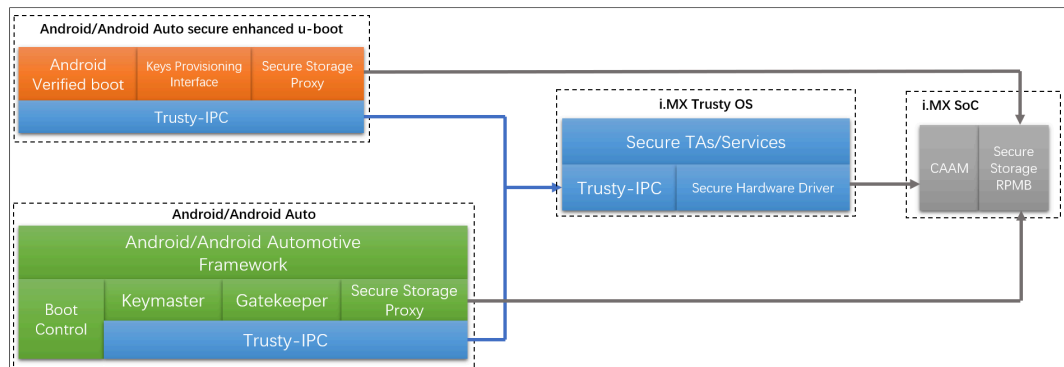 Android/Android Auto secure enhanced u-boot
Android
Verified boot
Keys Provisioning
Interface
Secure Storage
Proxy
Trusty-IPC
i.MX Trusty OS
Secure TAs/Services
Trusty-IPC
Secure Hardware Driver
i.MX SoC
CAAM
Secure
Storage
RPMB
Android/Android Auto
Android/Android Automotive
Framework
Boot
Control
Keymaster
Gatekeeper
Secure Storage
Proxy
Trusty-IPC